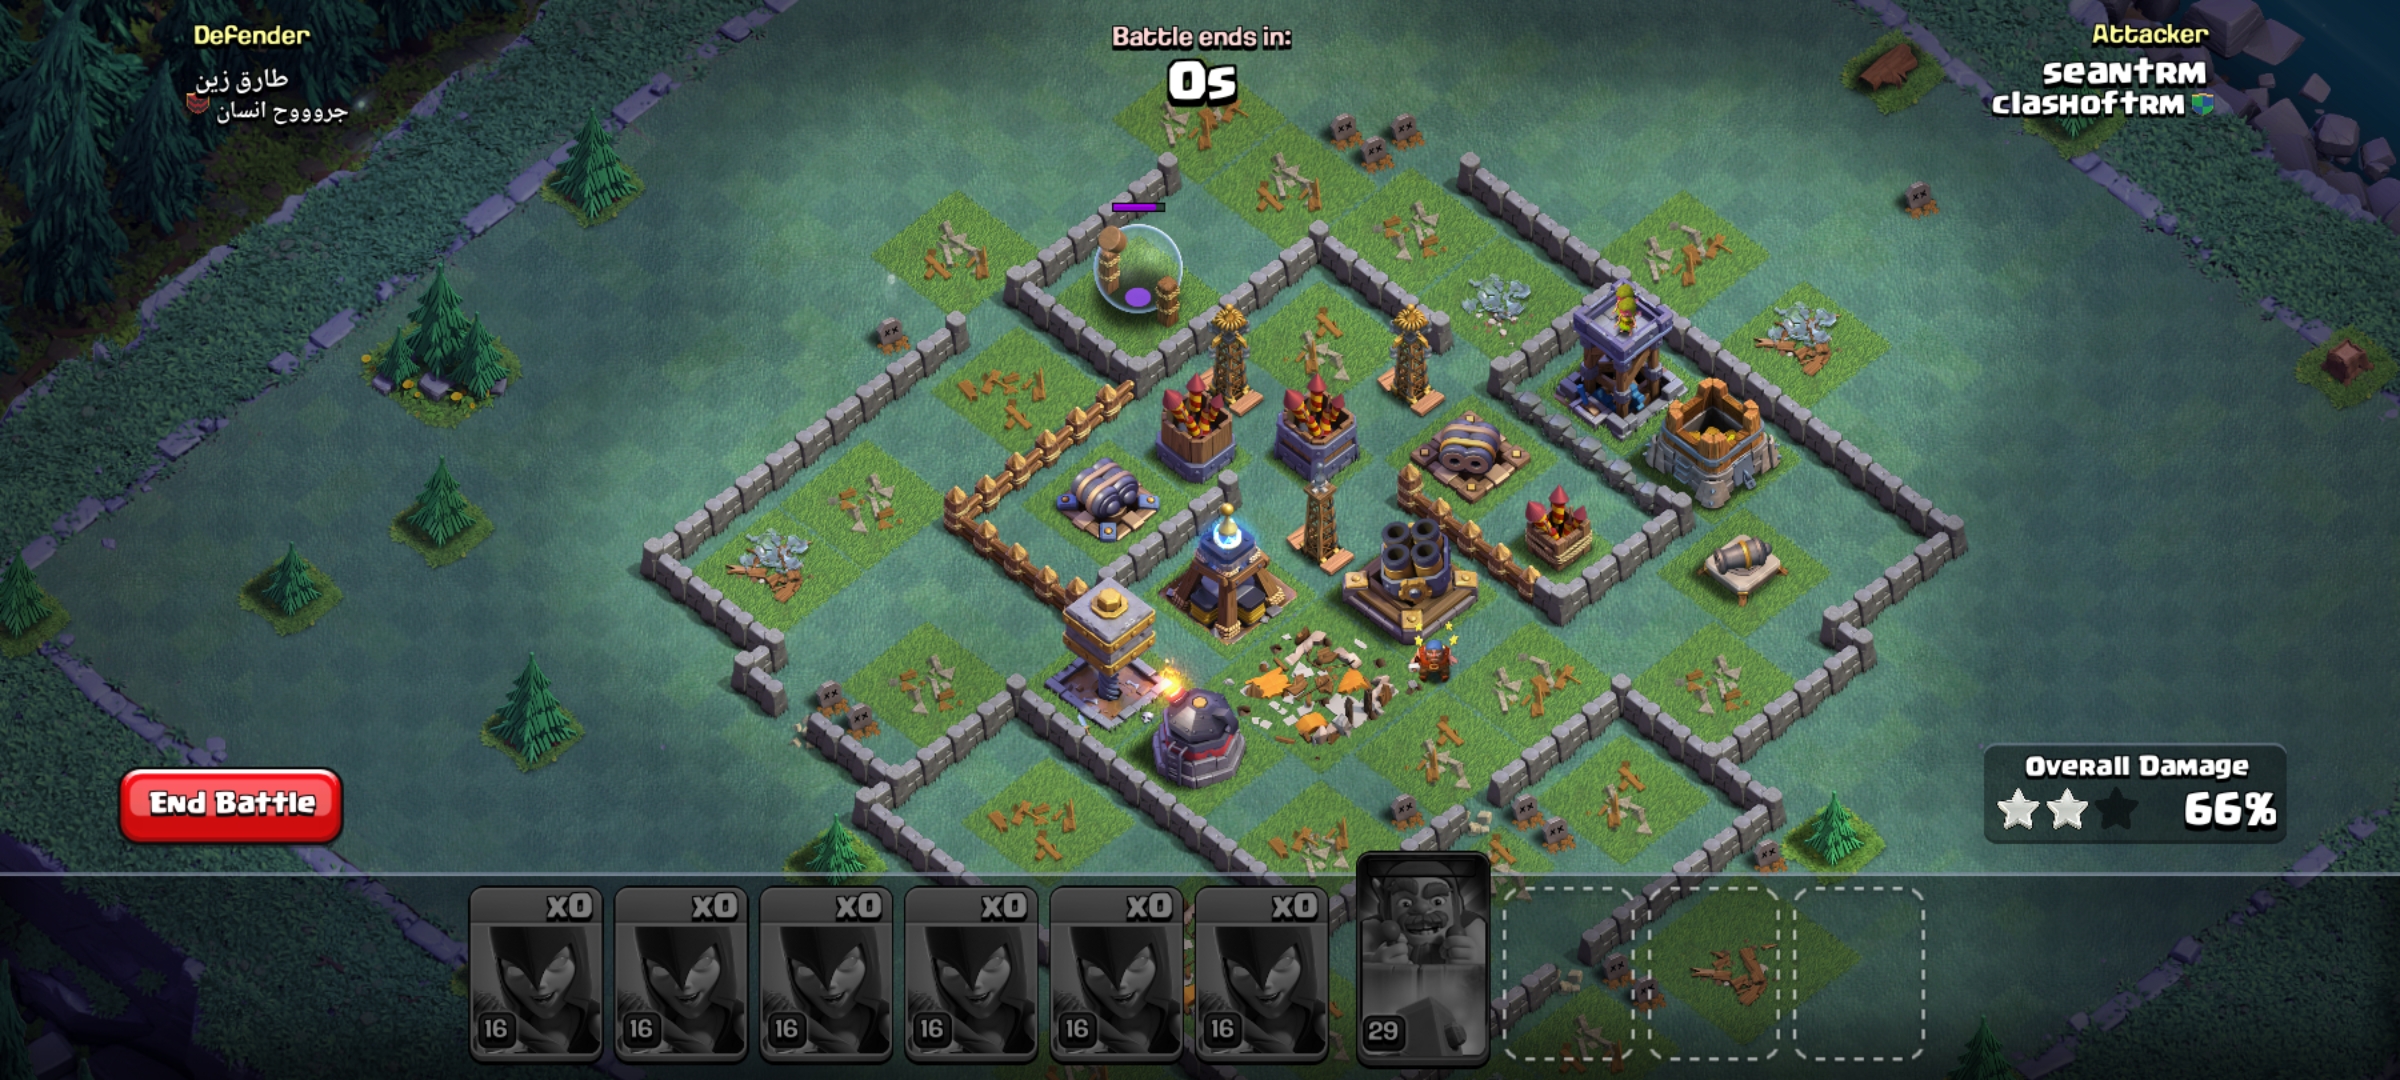 Defender
طارق زين
جروووح انسان
Battle ends in:
0s
Attacker
seantRM
clashoftRM
End Battle
Overall Damage
66%
x0 x0 x0 x0 x0 x0
16 16 16 16 16 16 29